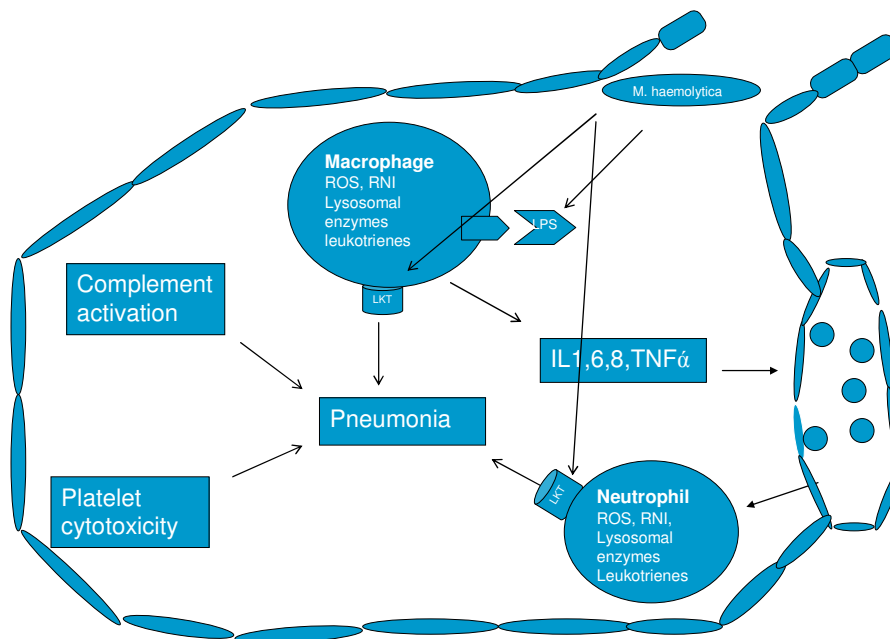 M. haemolytica
Macrophage
ROS, RNI
Lysosomal
enzymes
leukotrienes
LPS
LKT
Complement
activation
IL1,6,8,TNFά
Pneumonia
Platelet
cytotoxicity
LKT
Neutrophil
ROS, RNI,
Lysosomal
enzymes
Leukotrienes